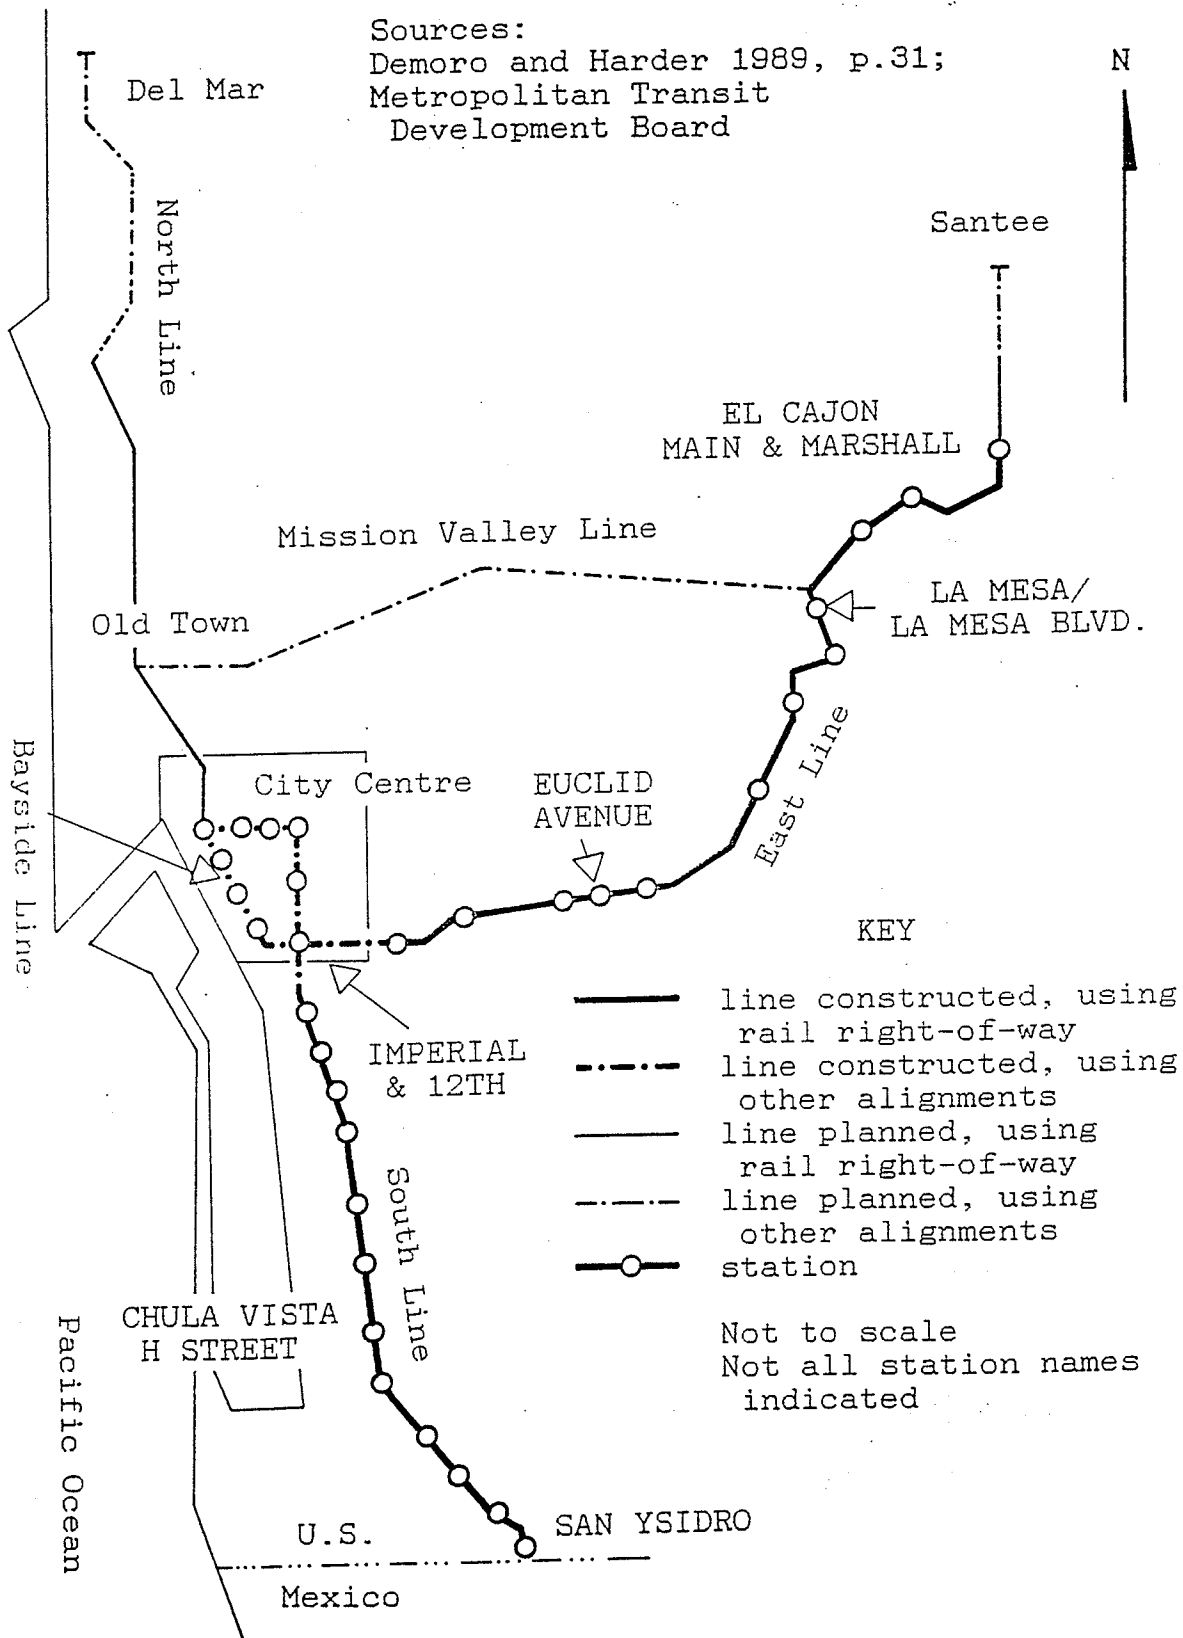 Sources:
Demoro and Harder 1989, p.31;
Metropolitan Transit
Development Board
N
Del Mar
North Line
Santee
EL CAJON
MAIN & MARSHALL
Mission Valley Line
LA MESA/
LA MESA BLVD.
Old Town
Bayside Line
City Centre
EUCLID
AVENUE
East Line
IMPERIAL
& 12TH
KEY
line constructed, using
rail right-of-way
line constructed, using
other alignments
line planned, using
rail right-of-way
line planned, using
other alignments
station
South Line
CHULA VISTA
H STREET
Not to scale
Not all station names
indicated
Pacific Ocean
SAN YSIDRO
U.S.
Mexico